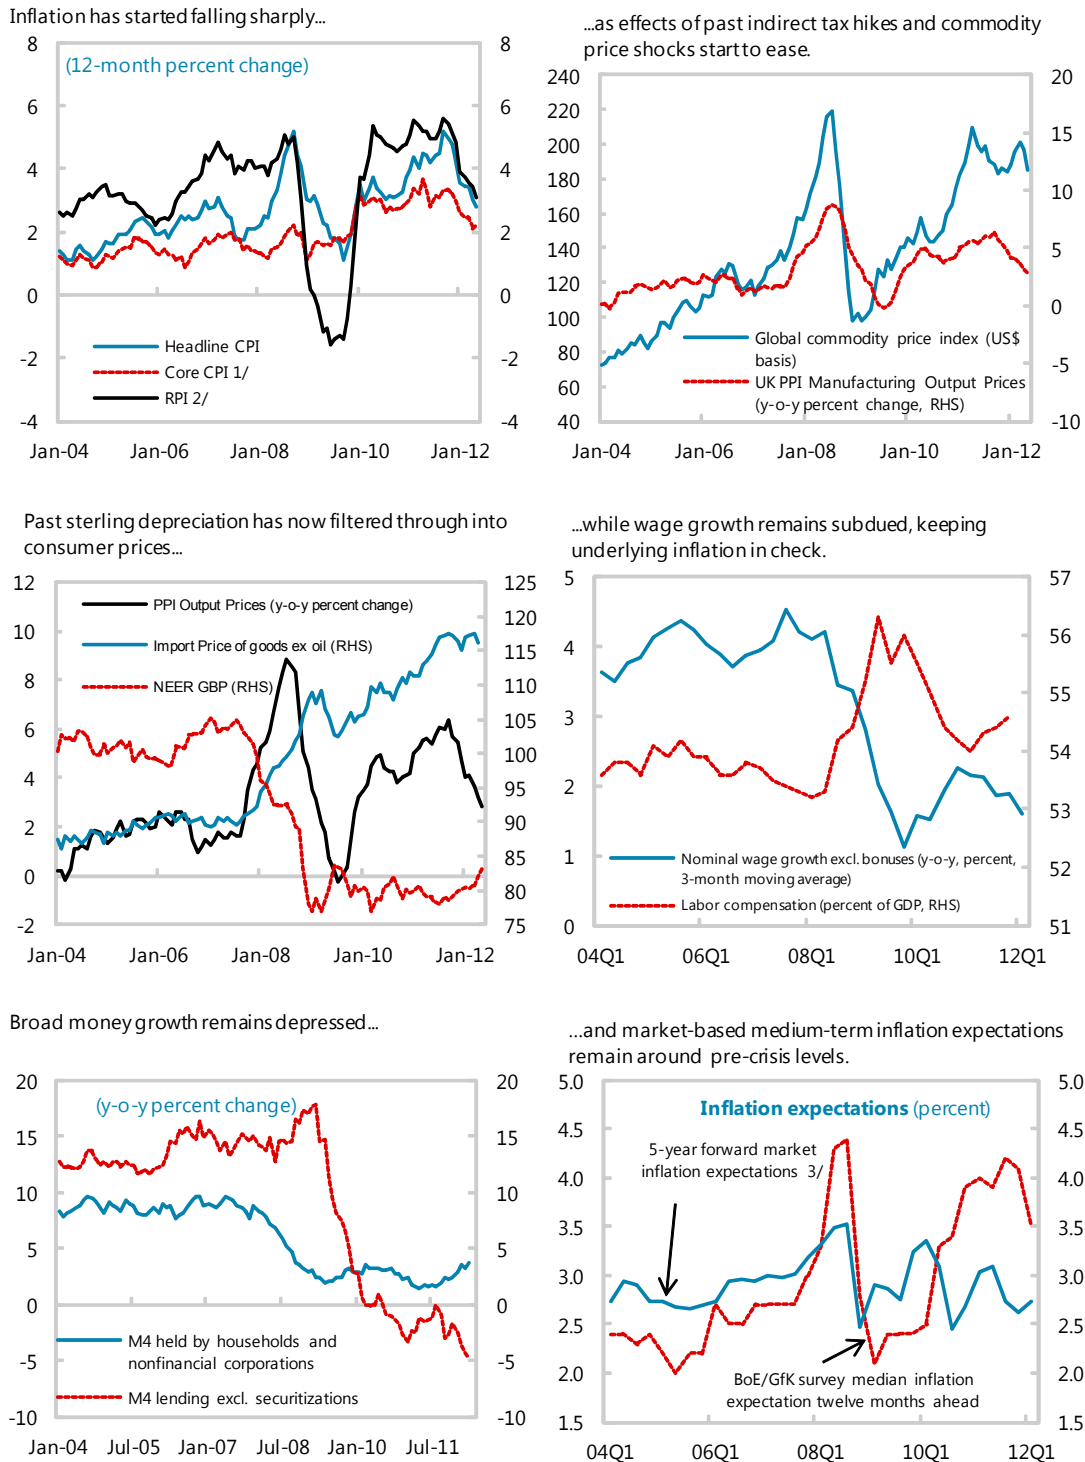 Inflation has started falling sharply...
8
6
4
2
0
-2
-4
8
6
4
2
0
-2
-4
(12-month percent change)
Headline CPI
Core CPI 1/
RPI 2/
Jan-04 Jan-06 Jan-08 Jan-10 Jan-12
...as effects of past indirect tax hikes and commodity
price shocks start to ease.
240
220
200
180
160
140
120
100
80
60
40
20
15
10
5
0
-5
-10
Global commodity price index (US$
basis)
UK PPI Manufacturing Output Prices
(y-o-y percent change, RHS)
Jan-04 Jan-06 Jan-08 Jan-10 Jan-12
Past sterling depreciation has now filtered through into
consumer prices...
12
10
8
6
4
2
0
-2
125
120
115
110
105
100
95
90
85
80
75
PPI Output Prices (y-o-y percent change)
Import Price of goods ex oil (RHS)
NEER GBP (RHS)
Jan-04 Jan-06 Jan-08 Jan-10 Jan-12
...while wage growth remains subdued, keeping
underlying inflation in check.
5
4
3
2
1
0
57
56
55
54
53
52
51
Nominal wage growth excl. bonuses (y-o-y, percent,
3-month moving average)
Labor compensation (percent of GDP, RHS)
04Q1 06Q1 08Q1 10Q1 12Q1
Broad money growth remains depressed...
20
15
10
5
0
-5
-10
20
15
10
5
0
-5
-10
(y-o-y percent change)
M4 held by households and
nonfinancial corporations
M4 lending excl. securitizations
Jan-04 Jul-05 Jan-07 Jul-08 Jan-10 Jul-11
...and market-based medium-term inflation expectations
remain around pre-crisis levels.
5.0
4.5
4.0
3.5
3.0
2.5
2.0
1.5
5.0
4.5
4.0
3.5
3.0
2.5
2.0
1.5
Inflation expectations (percent)
5-year forward market
inflation expectations 3/
BoE/GfK survey median inflation
expectation twelve months ahead
04Q1 06Q1 08Q1 10Q1 12Q1